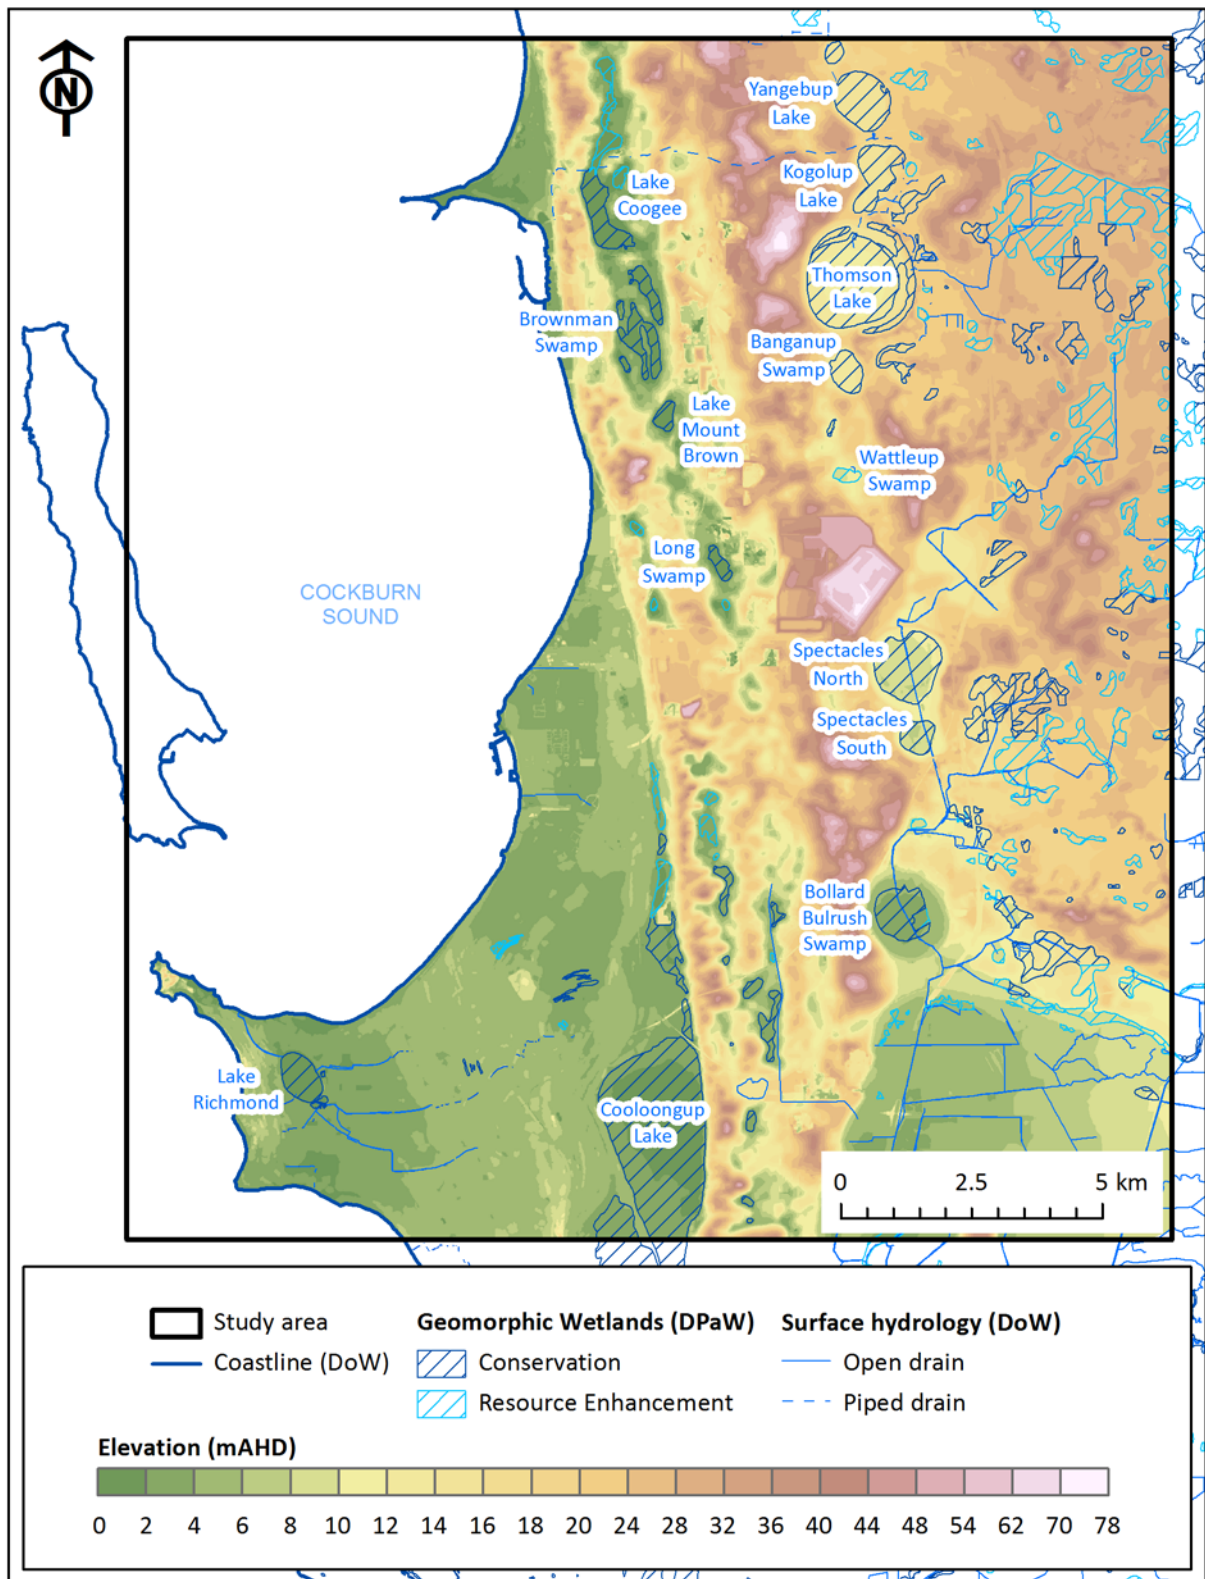 N
Yangebup
Lake
Kogolup
Lake
Lake
Coogee
Thomson
Lake
Brownman
Swamp
Banganup
Swamp
Lake
Mount
Brown
Wattleup
Swamp
Long
Swamp
COCKBURN
SOUND
Spectacles
North
Spectacles
South
Bollard
Bulrush
Swamp
Lake
Richmond
Cooloongup
Lake
0 2.5 5 km
Study area
Coastline (DoW)
Geomorphic Wetlands (DPaW)
Conservation
Resource Enhancement
Surface hydrology (DoW)
Open drain
Piped drain
Elevation (mAHD)
0 2 4 6 8 10 12 14 16 18 20 24 28 32 36 40 44 48 54 62 70 78